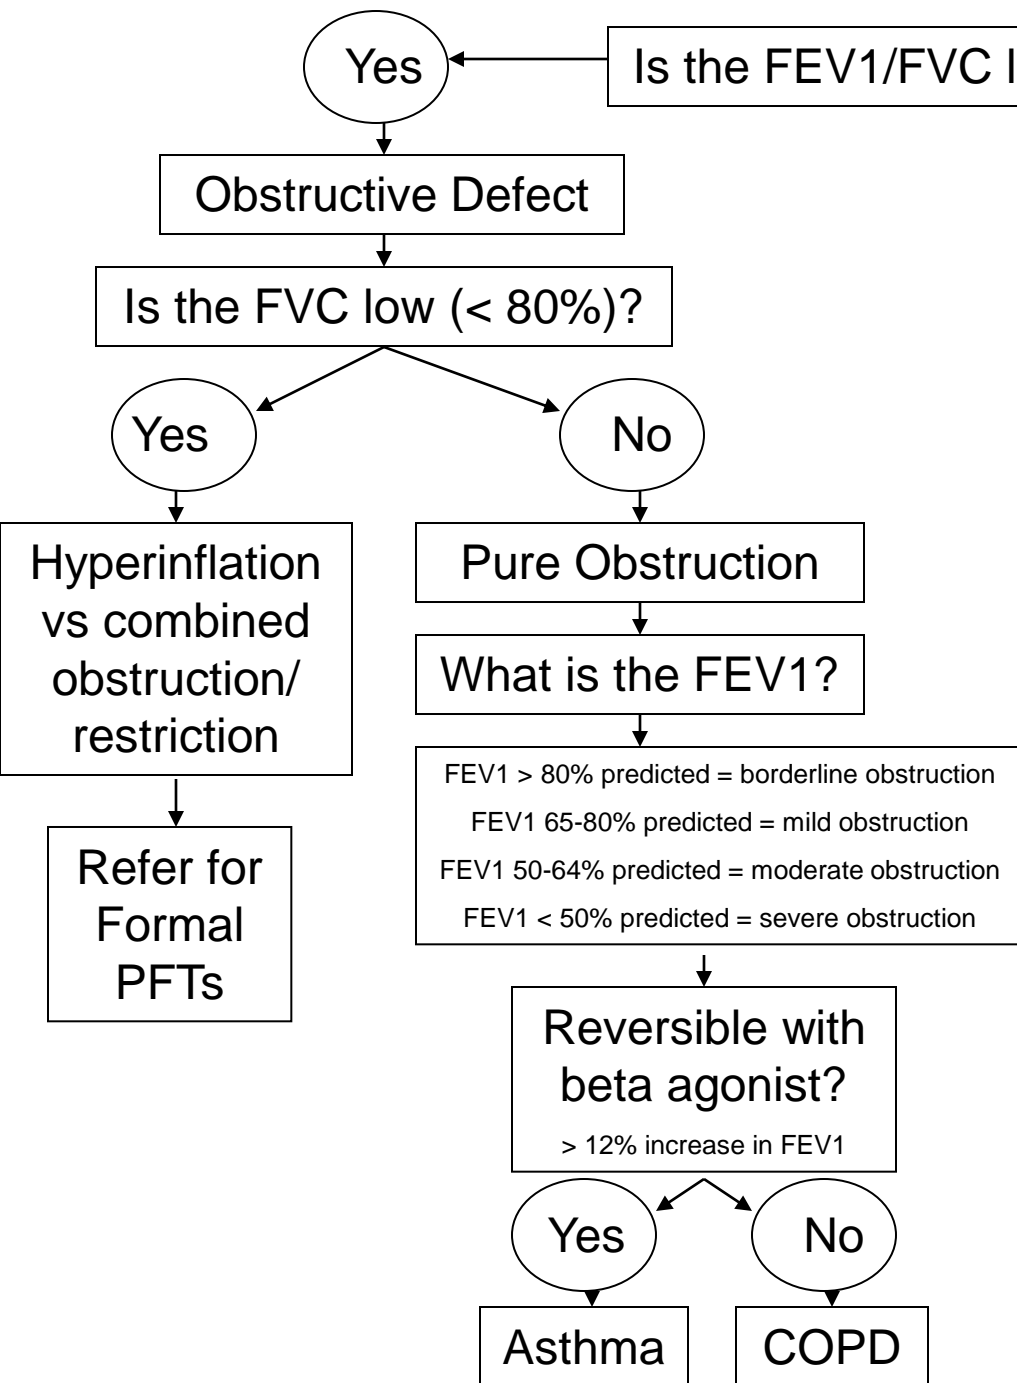 Yes
Is the FEV1/FVC
Obstructive Defect
Is the FVC low (< 80%)?
Yes
No
Hyperinflation
vs combined
obstruction/
restriction
Pure Obstruction
What is the FEV1?
FEV1 > 80% predicted = borderline obstruction
FEV1 65-80% predicted = mild obstruction
FEV1 50-64% predicted = moderate obstruction
FEV1 < 50% predicted = severe obstruction
Refer for
Formal
PFTs
Reversible with
beta agonist?
> 12% increase in FEV1
Yes
No
Asthma
COPD